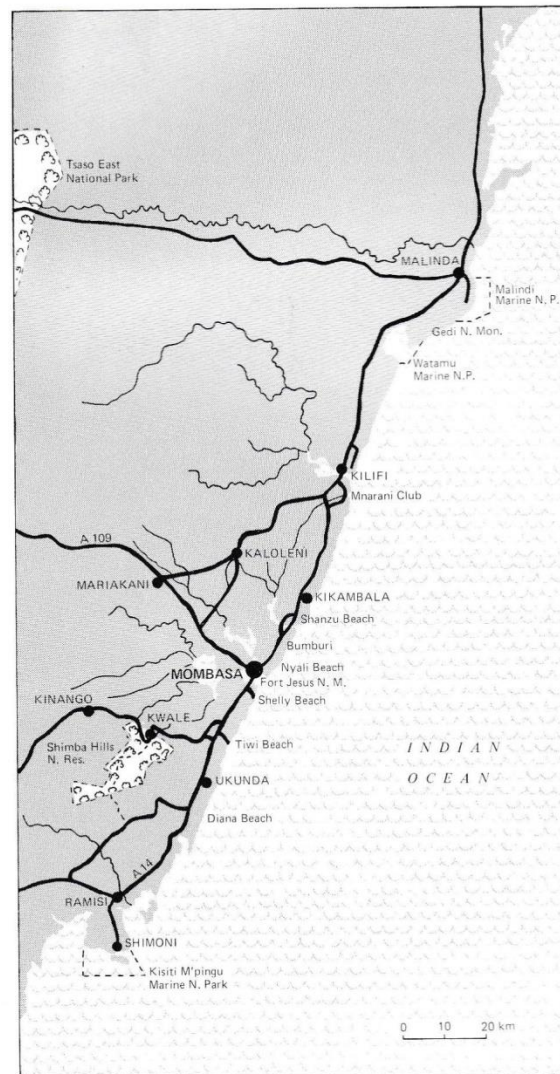 Tsaso East
National Park
MALINDA
Malindi
Marine N. P.
Gedi N. Mon.
Watamu
Marine N.P.
KILIFI
Mnarani Club
A 109
KALOLENI
MARIAKANI
KIKAMBALA
Shanzu Beach
Bumburi
MOMBASA
Nyali Beach
Fort Jesus N. M.
Shelly Beach
KINANGO
KWALE
Shimba Hills
N. Res.
Tiwi Beach
INDIAN
OCEAN
UKUNDA
Diana Beach
A 14
RAMISI
SHIMONI
Kisiti M'pingu
Marine N. Park
0 10 20 km